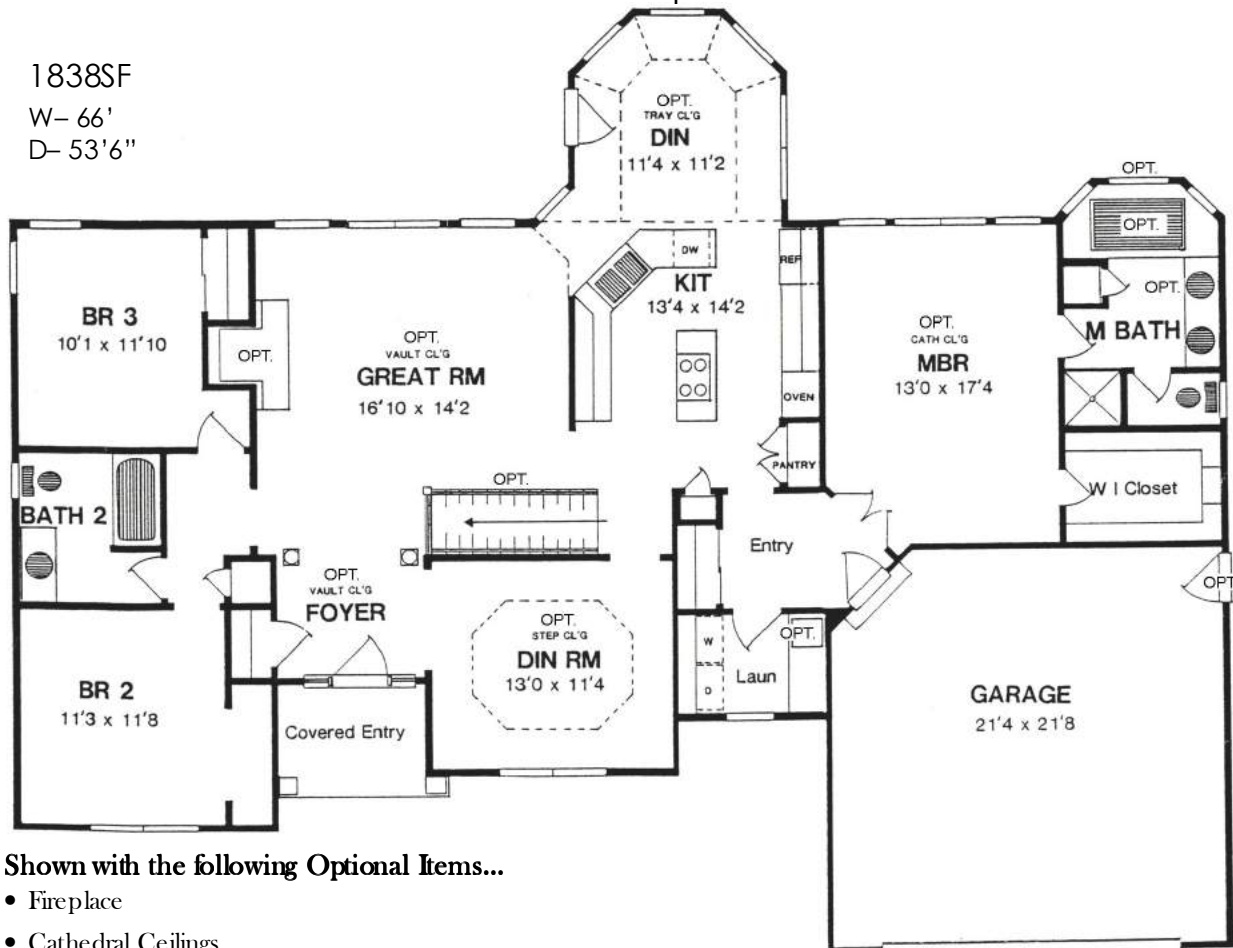 1838SF
W– 66'
D– 53'6"
OPT.
TRAY CL'G
DIN
11'4 x 11'2
OPT.
OPT.
DW
REF
KIT
13'4 x 14'2
OPT.
BR 3
10'1 x 11'10
OPT.
OPT.
VAULT CL'G
GREAT RM
16'10 x 14'2
OPT.
CATH CL'G
MBR
13'0 x 17'4
M BATH
OVEN
PANTRY
OPT.
W I Closet
BATH 2
Entry
OPT.
VAULT CL'G
FOYER
OPT
OPT.
STEP CL'G
DIN RM
13'0 x 11'4
W
OPT.
D
Laun
BR 2
11'3 x 11'8
Covered Entry
GARAGE
21'4 x 21'8
Shown with the following Optional Items...
• Fireplace
• Cathedral Ceilings